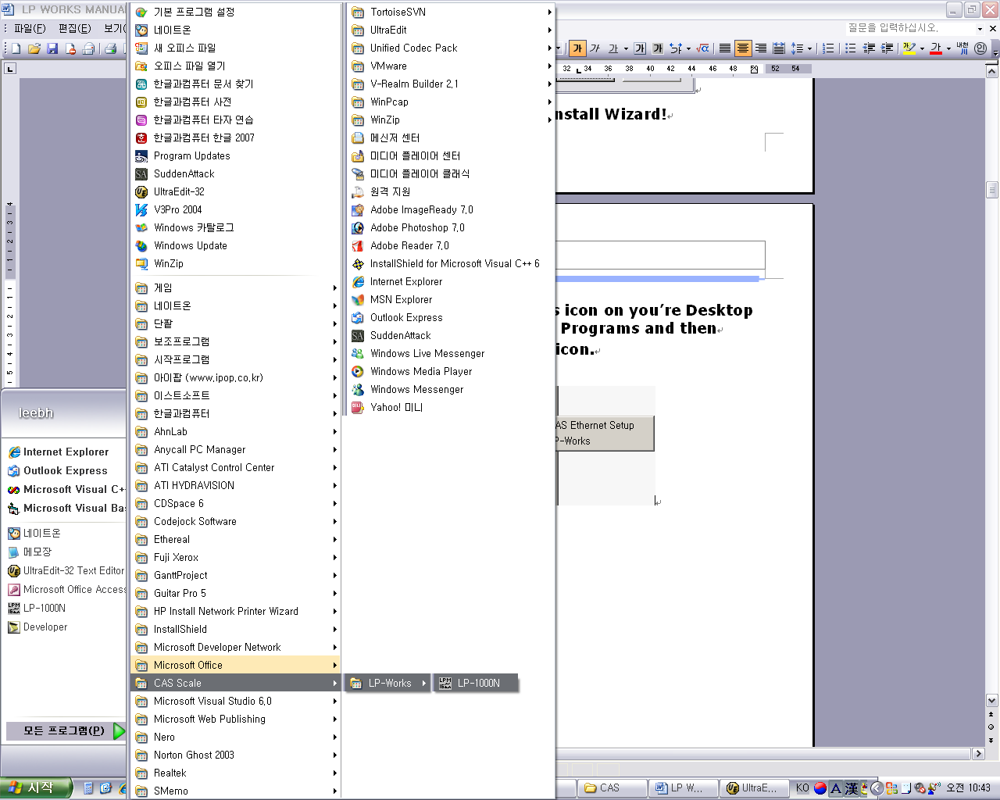 LP WORKS MANUA
파일(F) 편집(E) 보기(
질문을 입력하십시오.
가 가 가 가 가
내천
32 34 36 38 40 42 44 46 48 50 52 54
nstall Wizard!
s icon on you're Desktop
Programs and then
icon.
AS Ethernet Setup
P-Works
기본 프로그램 설정
네이트온
새 오피스 파일
오피스 파일 열기
한글과컴퓨터 문서 찾기
한글과컴퓨터 사전
한글과컴퓨터 타자 연습
한글과컴퓨터 한글 2007
Program Updates
SuddenAttack
UltraEdit-32
V3Pro 2004
Windows 카탈로그
Windows Update
WinZip
게임
네이트온
단팥
보조프로그램
시작프로그램
아이팝 (www.ipop.co.kr)
이스트소프트
한글과컴퓨터
AhnLab
Anycall PC Manager
ATI Catalyst Control Center
ATI HYDRAVISION
CDSpace 6
Codejock Software
Ethereal
Fuji Xerox
GanttProject
Guitar Pro 5
HP Install Network Printer Wizard
InstallShield
Microsoft Developer Network
Microsoft Office
CAS Scale
Microsoft Visual Studio 6.0
Microsoft Web Publishing
Nero
Norton Ghost 2003
Realtek
SMemo
TortoiseSVN
UltraEdit
Unified Codec Pack
VMware
V-Realm Builder 2.1
WinPcap
WinZip
메신저 센터
미디어 플레이어 센터
미디어 플레이어 클래식
원격 지원
Adobe ImageReady 7.0
Adobe Photoshop 7.0
Adobe Reader 7.0
InstallShield for Microsoft Visual C++ 6
Internet Explorer
MSN Explorer
Outlook Express
SuddenAttack
Windows Live Messenger
Windows Media Player
Windows Messenger
Yahoo! 미니
LP-Works
LP-1000N
leebh
Internet Explorer
Outlook Express
Microsoft Visual C+
Microsoft Visual Bas
네이트온
메모장
UltraEdit-32 Text Editor
Microsoft Office Acces
LP-1000N
Developer
모든 프로그램(P)
시작
CAS
LP W...
UltraE...
KO
A 漢
오전 10:43